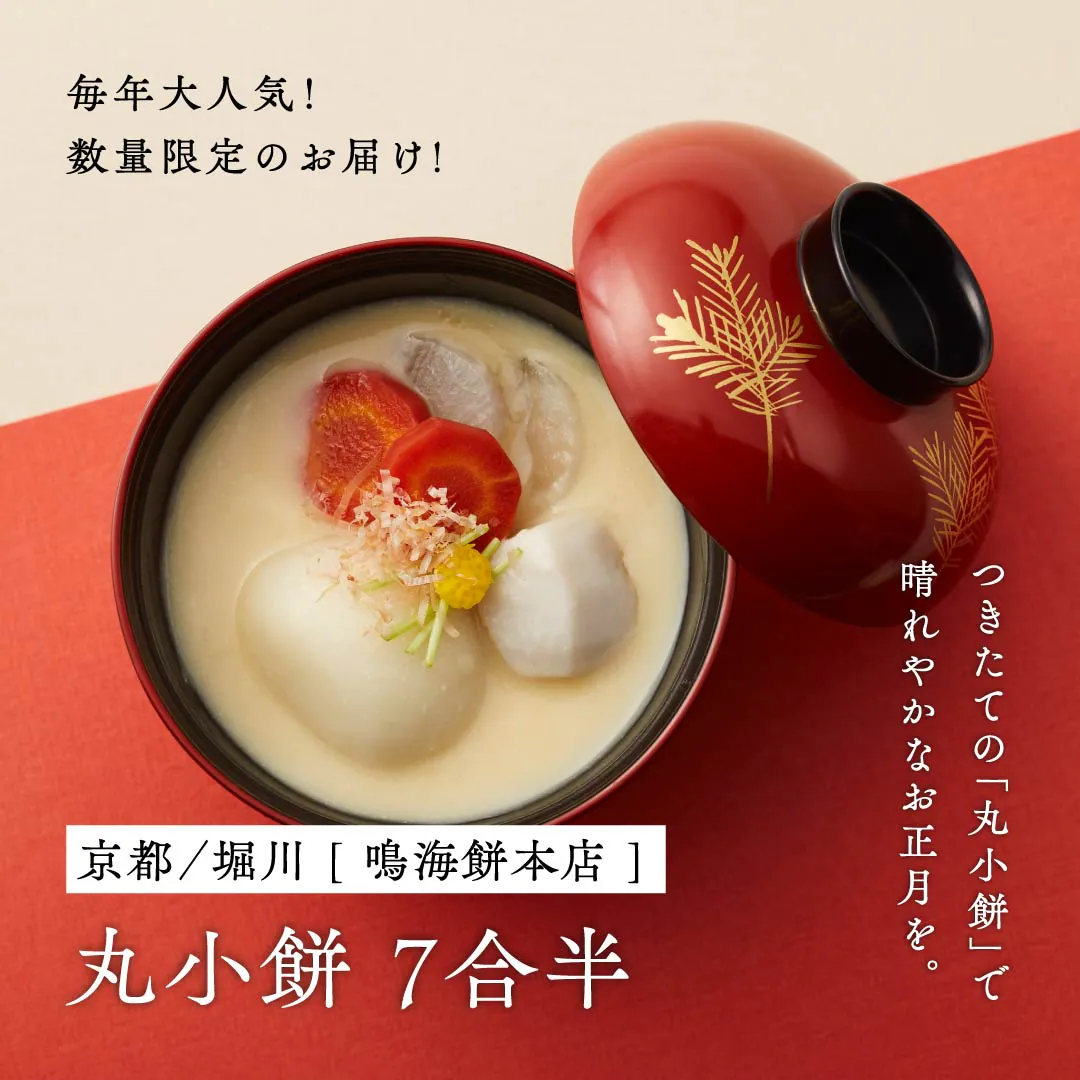 毎年大人気！
数量限定のお届け！
つきたての「丸小餅」で
晴れやかなお正月を。
京都／堀川［ 鳴海餅本店 ］
丸小餅 7合半